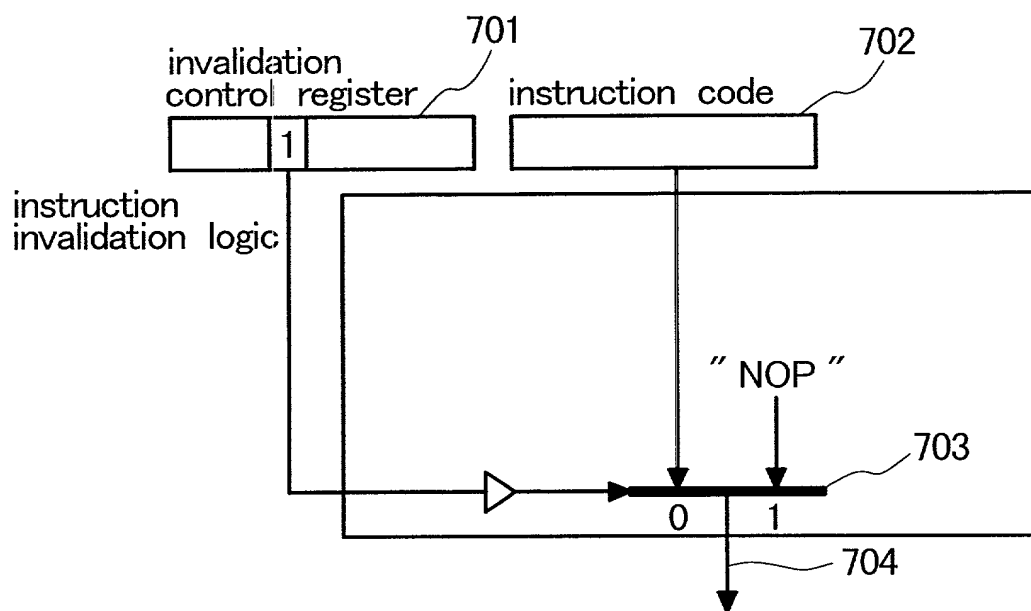 701
702
invalidation
control register
instruction code
1
instruction
invalidation logic
" NOP "
703
0 1
704